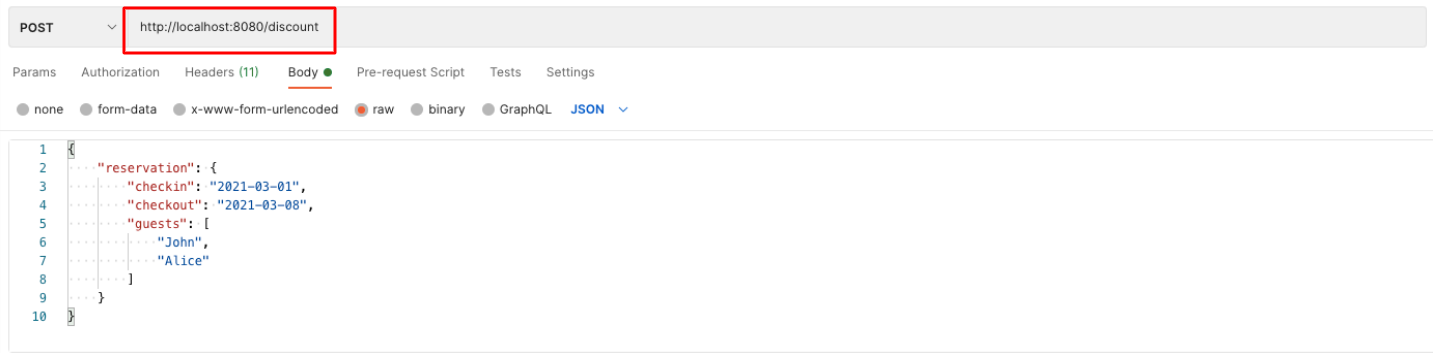 POST http://localhost:8080/discount
Params Authorization Headers (11) Body Pre-request Script Tests Settings
none form-data x-www-form-urlencoded raw binary GraphQL JSON
1 {
2 "reservation": {
3 "checkin": "2021-03-01",
4 "checkout": "2021-03-08",
5 "guests": [
6 "John",
7 "Alice"
8 ]
9 }
10 }